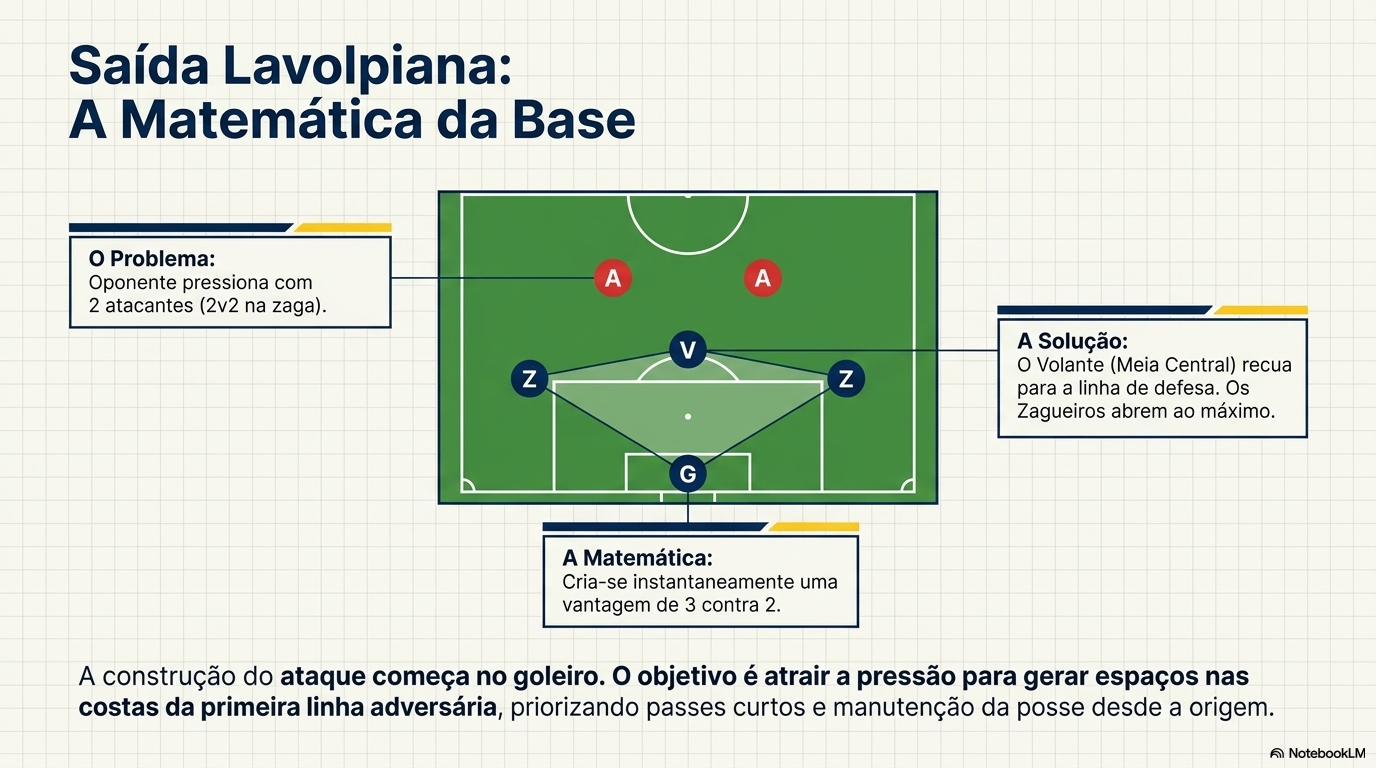 Saída Lavolpiana:
A Matemática da Base
O Problema:
Oponente pressiona com
2 atacantes (2v2 na zaga).
A
A
V
Z
Z
G
A Solução:
O Volante (Meia Central) recua
para a linha de defesa. Os
Zagueiros abrem ao máximo.
A Matemática:
Cria-se instantaneamente uma
vantagem de 3 contra 2.
A construção do ataque começa no goleiro. O objetivo é atrair a pressão para gerar espaços nas
costas da primeira linha adversária, priorizando passes curtos e manutenção da posse desde a origem.
NotebookLM